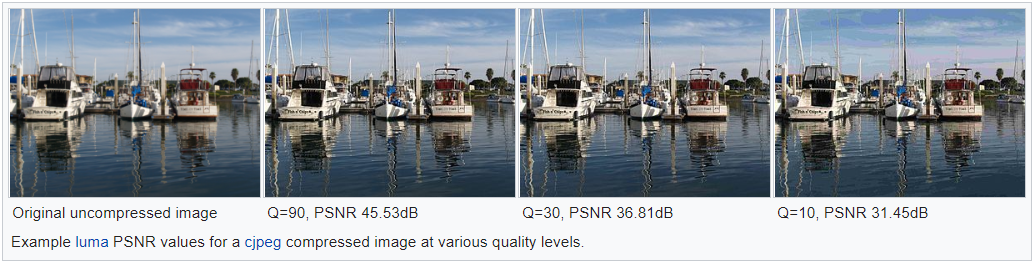 Original uncompressed image
Q=90, PSNR 45.53dB
Q=30, PSNR 36.81dB
Q=10, PSNR 31.45dB
Example luma PSNR values for a cjpeg compressed image at various quality levels.